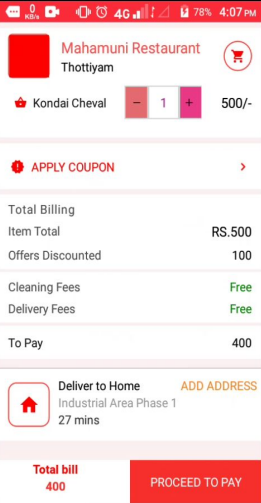 0 KB/s 4G 78% 4:07 PM
Mahamuni Restaurant
Thottiyam
Kondai Cheval - 1 + 500/-
APPLY COUPON >
Total Billing
Item Total RS.500
Offers Discounted 100
Cleaning Fees Free
Delivery Fees Free
To Pay 400
Deliver to Home ADD ADDRESS
Industrial Area Phase 1
27 mins
Total bill
400 PROCEED TO PAY